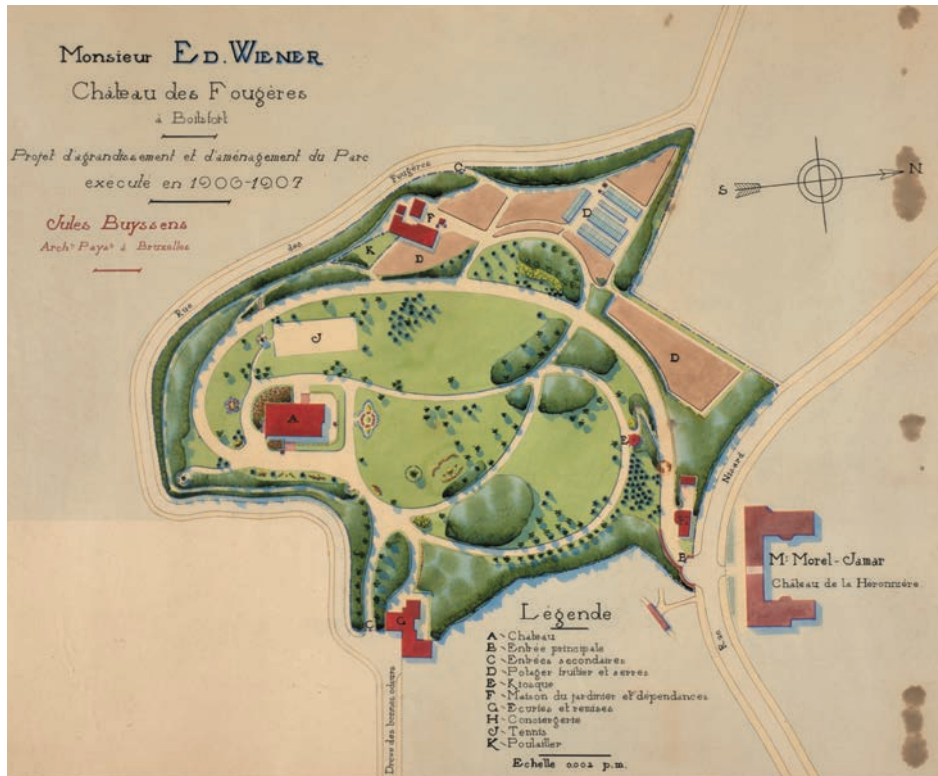 Monsieur ED. WIENER
Château des Fougères
à Boitsfort
Projet d'agrandissement et d'aménagement du Parc
exécuté en 1906-1907
Jules Buyssens
Archte Payste à Bruxelles
Rue des Fougères
C
S
N
F
K
D
D
J
D
A
E
Nisard
Rue
B
Mr Morel-Jamar
Château de la Héronnière
C
G
Drève des bonnes odeurs
Légende
A - Château
B - Entrée principale
C - Entrées secondaires
D - Potager fruitier et serres
E - Kiosque
F - Maison du jardinier et dépendances
G - Ecuries et remises
H - Conciergerie
J - Tennis
K - Poulailler
Echelle 0.002 p.m.